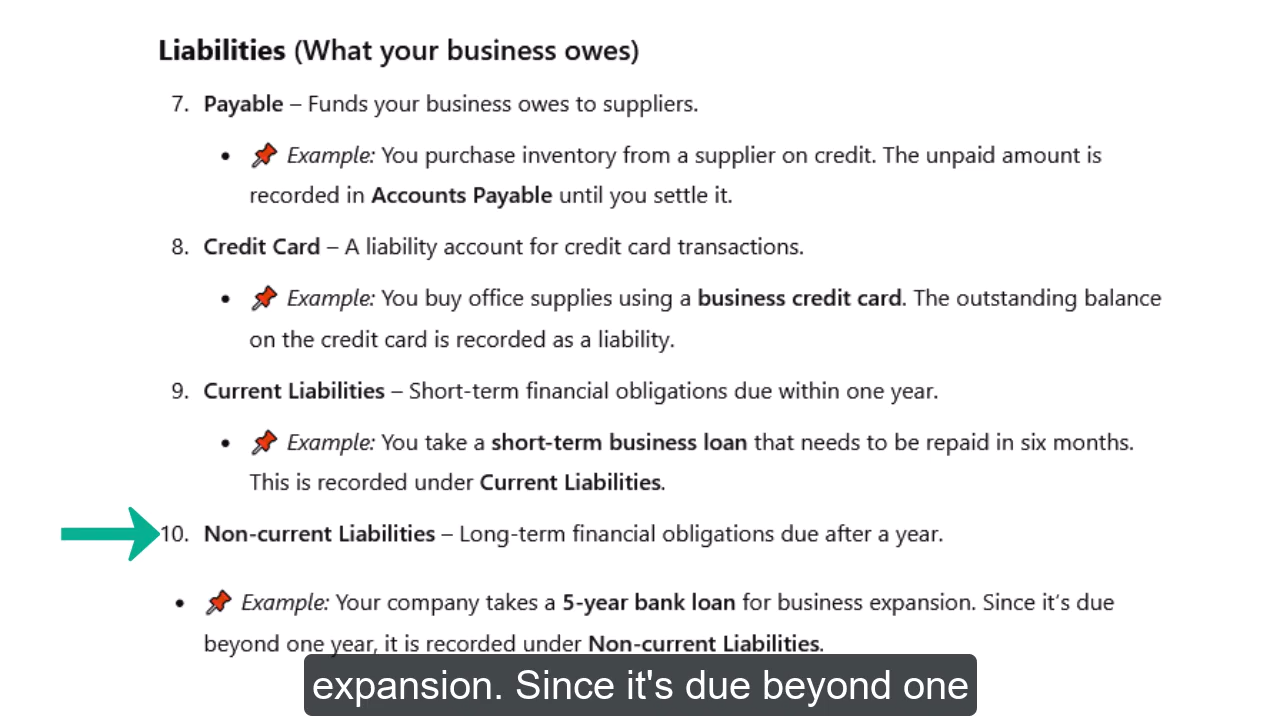 Liabilities (What your business owes)
7. Payable – Funds your business owes to suppliers.
• 📌 Example: You purchase inventory from a supplier on credit. The unpaid amount is
recorded in Accounts Payable until you settle it.
8. Credit Card – A liability account for credit card transactions.
• 📌 Example: You buy office supplies using a business credit card. The outstanding balance
on the credit card is recorded as a liability.
9. Current Liabilities – Short-term financial obligations due within one year.
• 📌 Example: You take a short-term business loan that needs to be repaid in six months.
This is recorded under Current Liabilities.
10. Non-current Liabilities – Long-term financial obligations due after a year.
• 📌 Example: Your company takes a 5-year bank loan for business expansion. Since it's due
beyond one year, it is recorded under Non-current Liabilities.
expansion. Since it's due beyond one